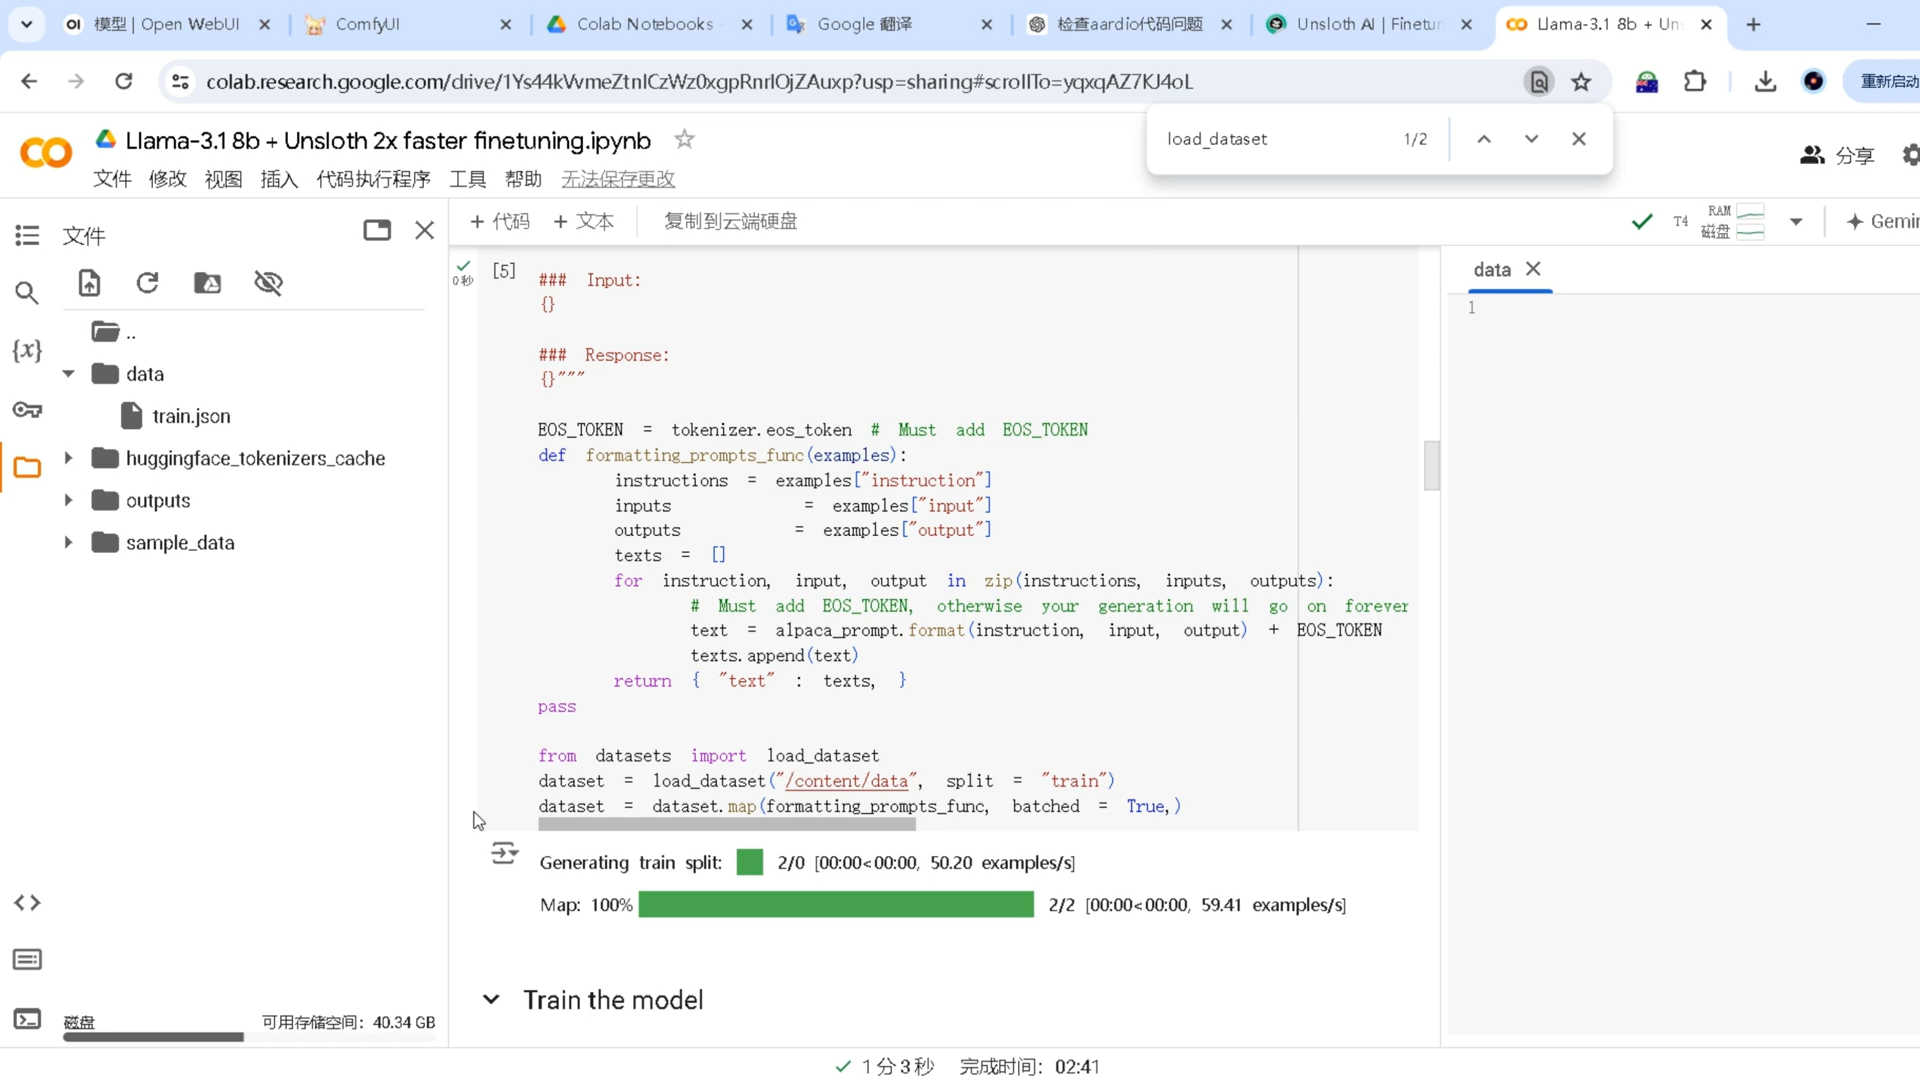 模型 | Open WebUI
ComfyUI
Colab Notebooks
Google 翻译
检查aardio代码问题
Unsloth AI | Finetun
Llama-3.1 8b + Uns
colab.research.google.com/drive/1Ys44kVvmeZtnICzWz0xgpRnrIOjZAuxp?usp=sharing#scrollTo=yqxqAZ7KJ4oL
重新启动
load_dataset
1/2
Llama-3.1 8b + Unsloth 2x faster finetuning.ipynb
文件 修改 视图 插入 代码执行程序 工具 帮助 无法保存更改
分享
文件
+ 代码 + 文本 复制到云端硬盘
T4
RAM
磁盘
Gemin
..
data
train.json
huggingface_tokenizers_cache
outputs
sample_data
磁盘
可用存储空间：40.34 GB
0秒
[5]
### Input:
{}
### Response:
{}"""
EOS_TOKEN = tokenizer.eos_token # Must add EOS_TOKEN
def formatting_prompts_func(examples):
instructions = examples["instruction"]
inputs = examples["input"]
outputs = examples["output"]
texts = []
for instruction, input, output in zip(instructions, inputs, outputs):
# Must add EOS_TOKEN, otherwise your generation will go on forever
text = alpaca_prompt.format(instruction, input, output) + EOS_TOKEN
texts.append(text)
return { "text" : texts, }
pass
from datasets import load_dataset
dataset = load_dataset("/content/data", split = "train")
dataset = dataset.map(formatting_prompts_func, batched = True,)
Generating train split: 2/0 [00:00<00:00, 50.20 examples/s]
Map: 100% 2/2 [00:00<00:00, 59.41 examples/s]
Train the model
data
1
1分3秒 完成时间：02:41